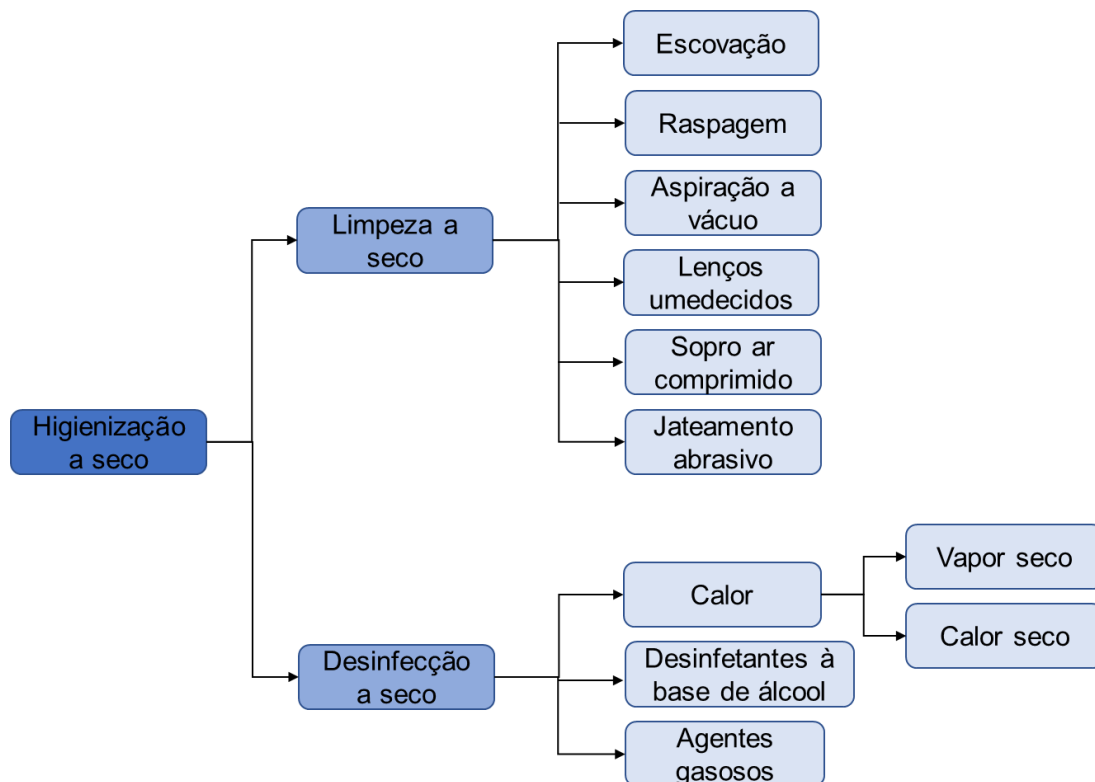 Escovação
Raspagem
Aspiração a
vácuo
Limpeza a
seco
Lenços
umedecidos
Sopro ar
comprimido
Higienização
a seco
Jateamento
abrasivo
Vapor seco
Calor
Calor seco
Desinfecção
a seco
Desinfetantes à
base de álcool
Agentes
gasosos